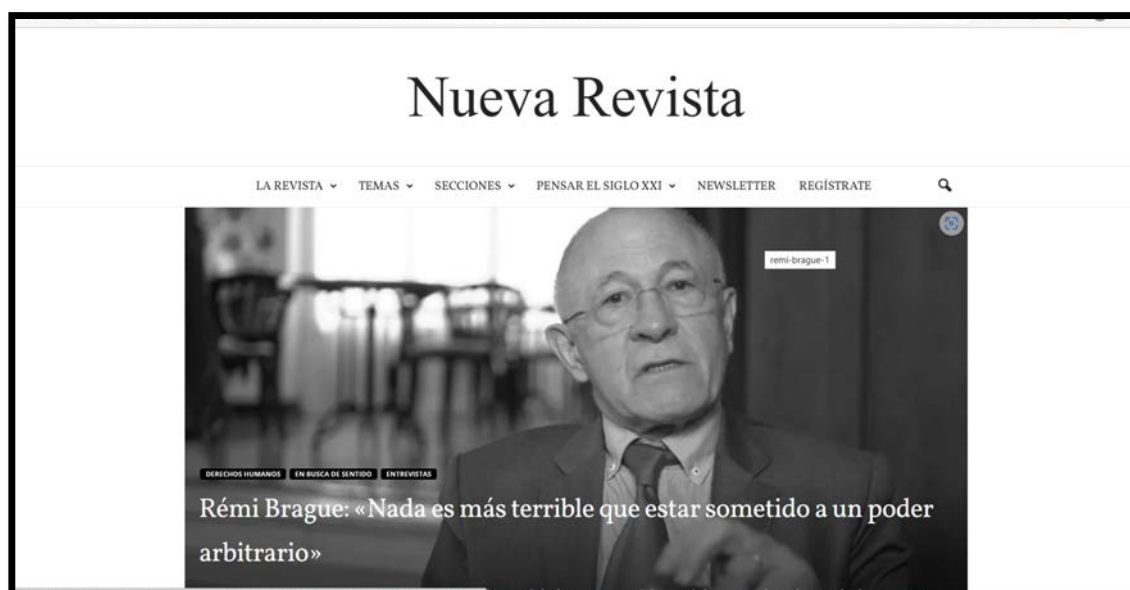 Nueva Revista
LA REVISTA TEMAS SECCIONES PENSAR EL SIGLO XXI NEWSLETTER REGÍSTRATE
remi-brague-1
DERECHOS HUMANOS EN BUSCA DE SENTIDO ENTREVISTAS
Rémi Brague: «Nada es más terrible que estar sometido a un poder
arbitrario»